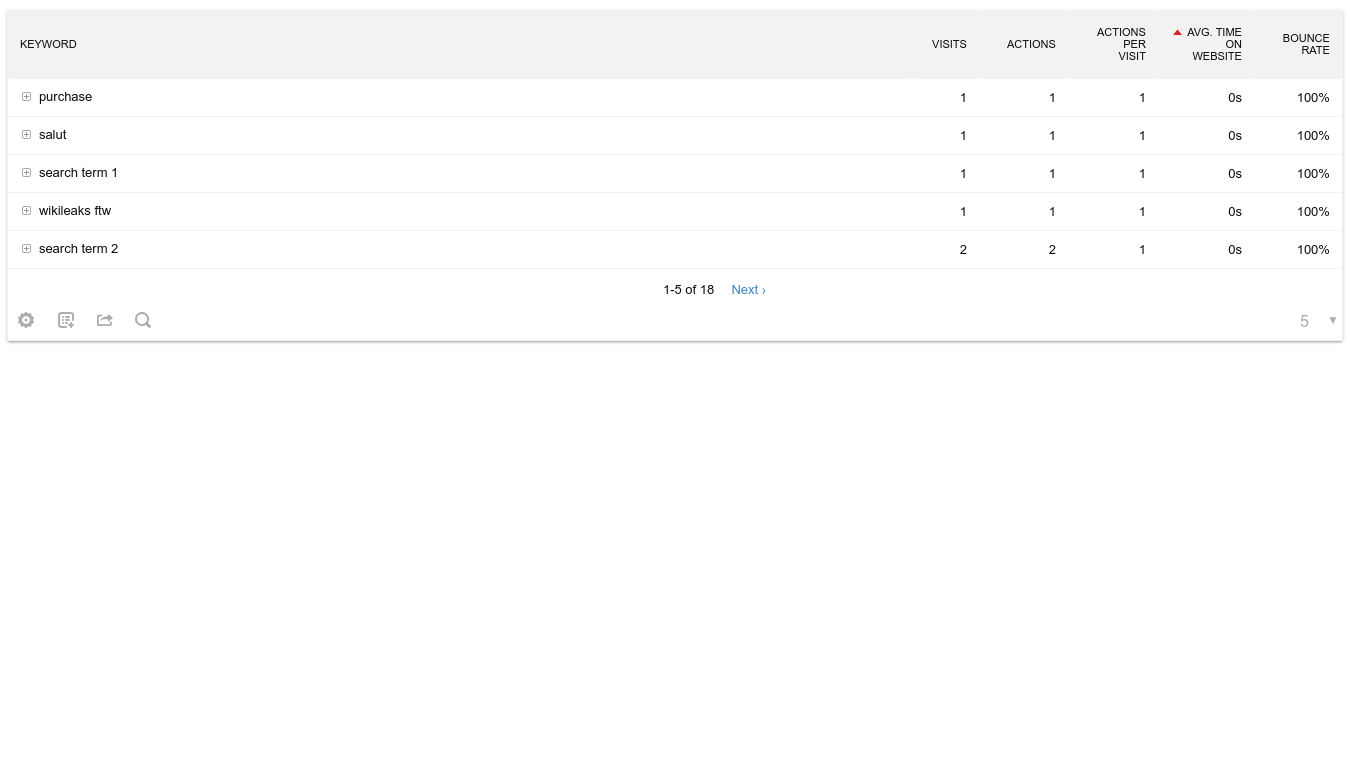 KEYWORD VISITS ACTIONS ACTIONS PER VISIT AVG. TIME ON WEBSITE BOUNCE RATE
purchase 1 1 1 0s 100%
salut 1 1 1 0s 100%
search term 1 1 1 1 0s 100%
wikileaks ftw 1 1 1 0s 100%
search term 2 2 2 1 0s 100%
1-5 of 18 Next ›
5